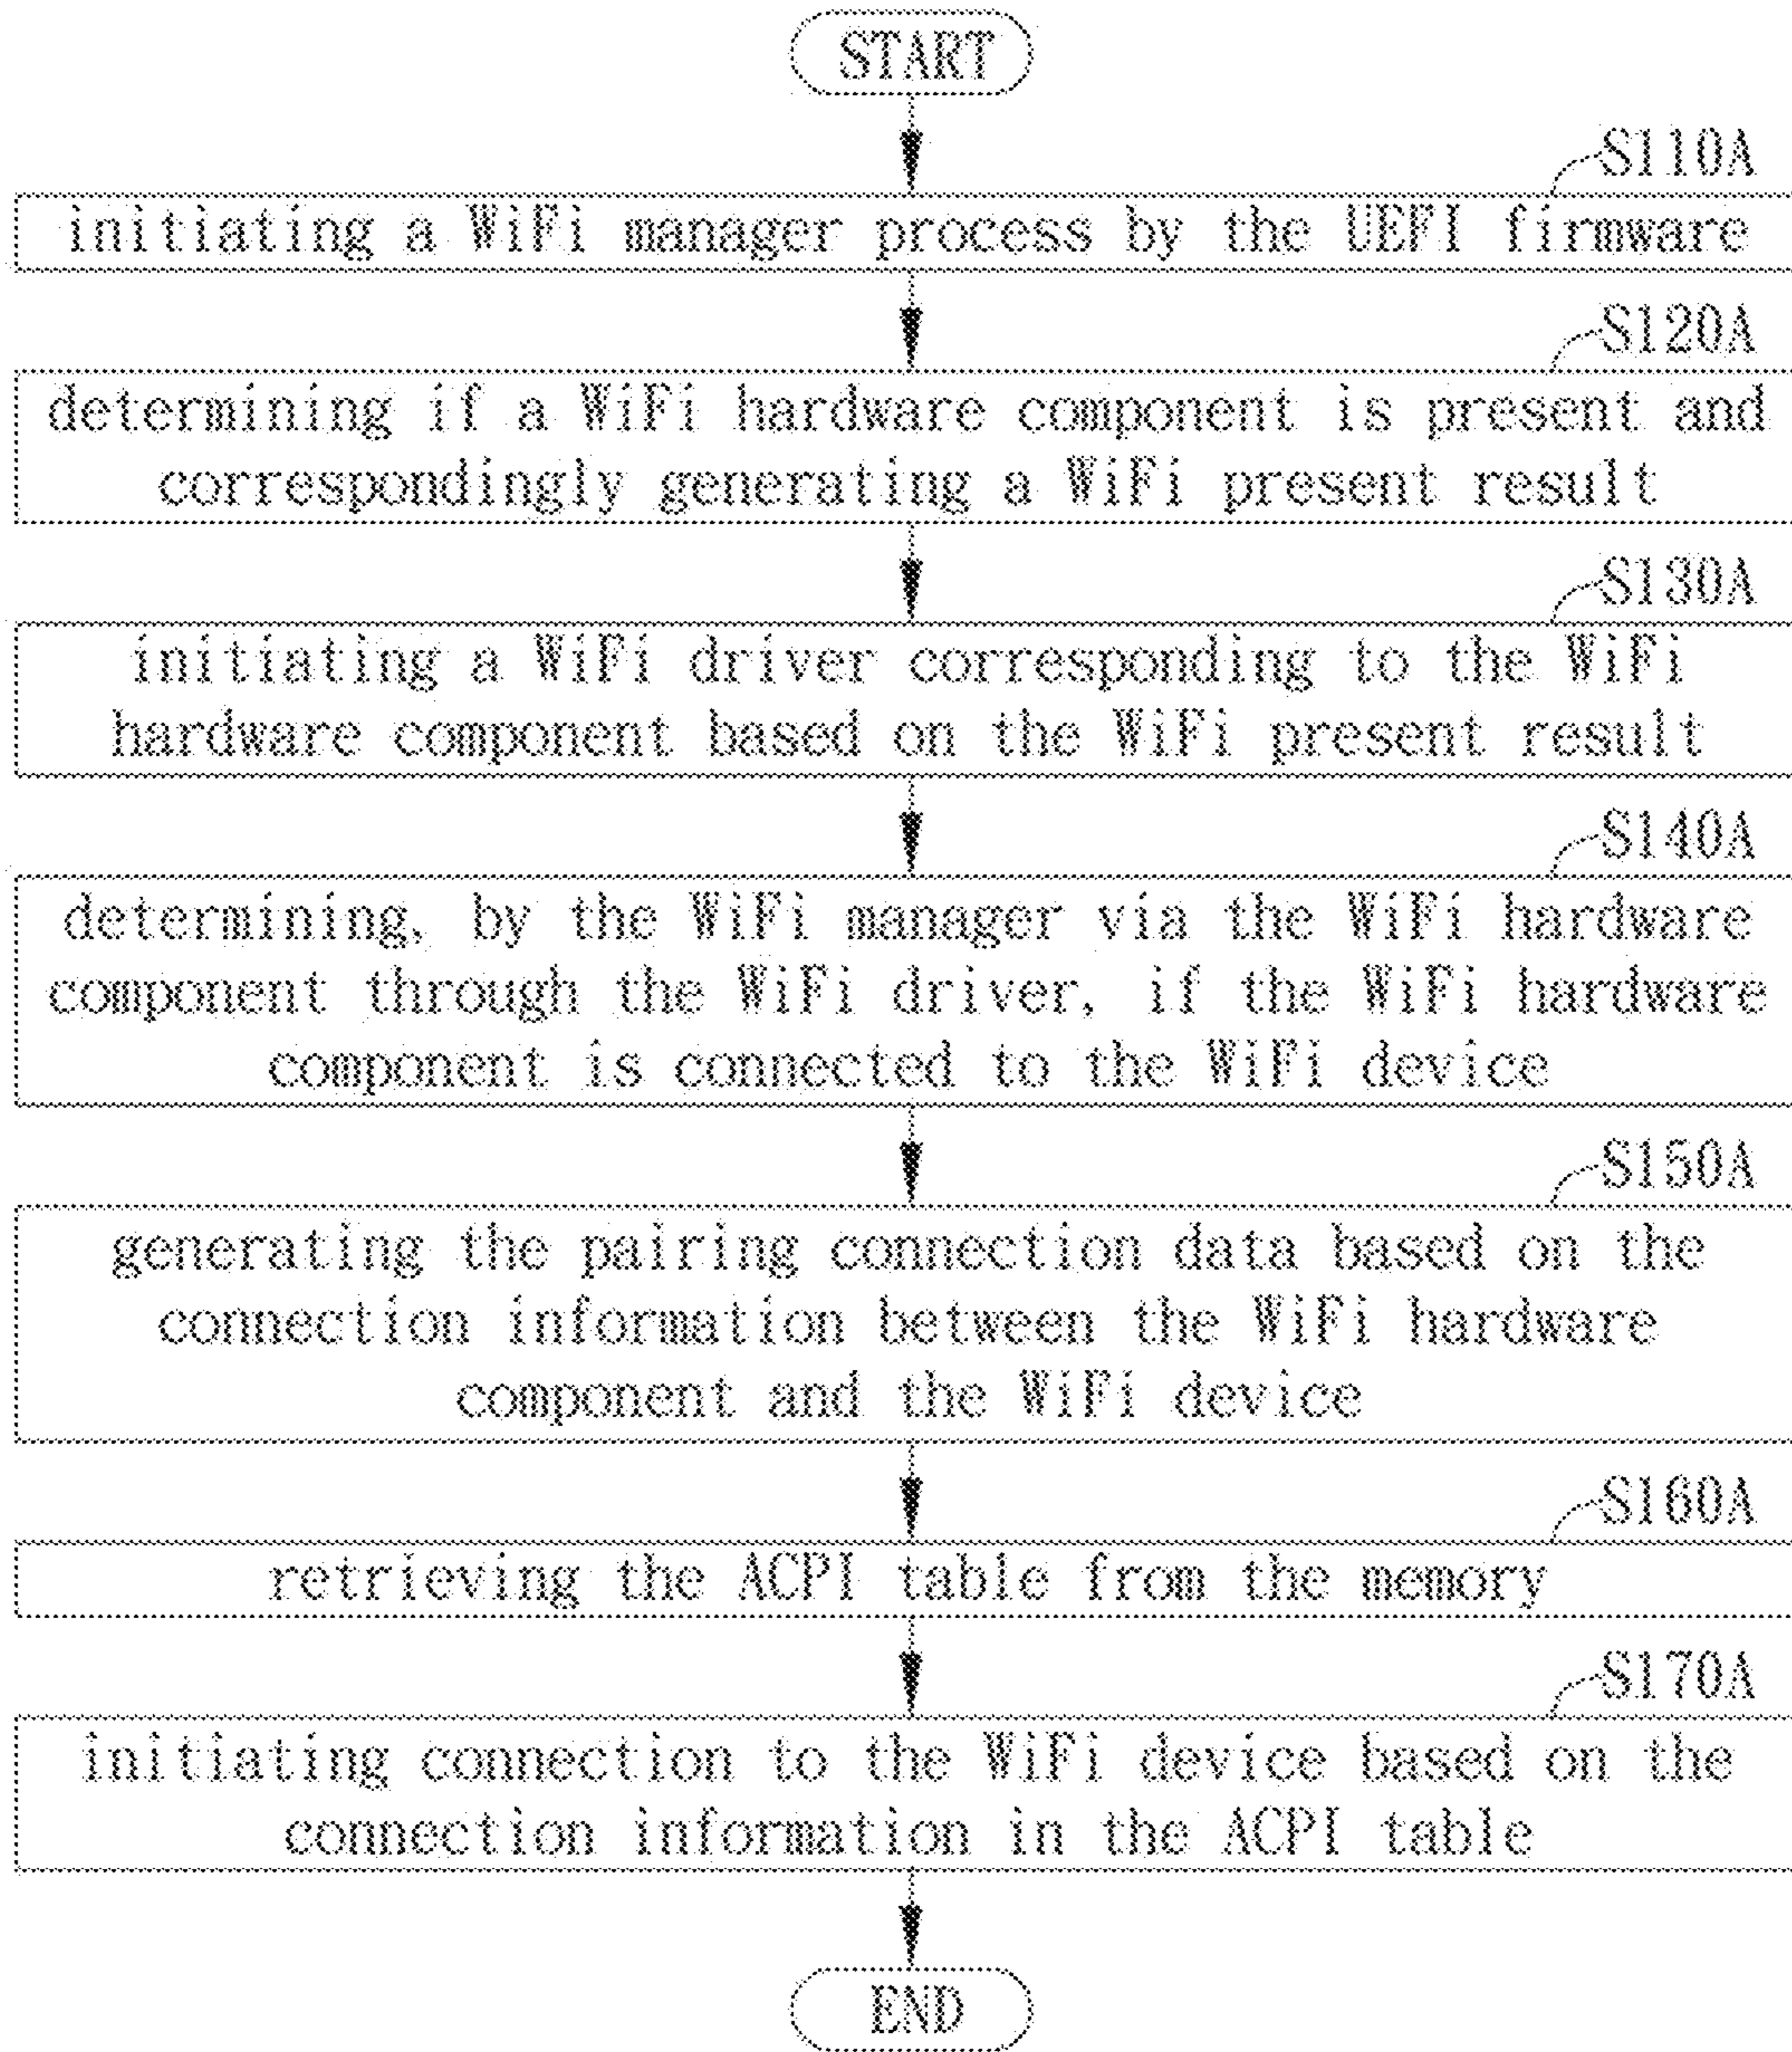 START
S110A
initiating a WiFi manager process by the UEFI firmware
S120A
determining if a WiFi hardware component is present and
correspondingly generating a WiFi present result
S130A
initiating a WiFi driver corresponding to the WiFi
hardware component based on the WiFi present result
S140A
determining, by the WiFi manager via the WiFi hardware
component through the WiFi driver, if the WiFi hardware
component is connected to the WiFi device
S150A
generating the pairing connection data based on the
connection information between the WiFi hardware
component and the WiFi device
S160A
retrieving the ACPI table from the memory
S170A
initiating connection to the WiFi device based on the
connection information in the ACPI table
END